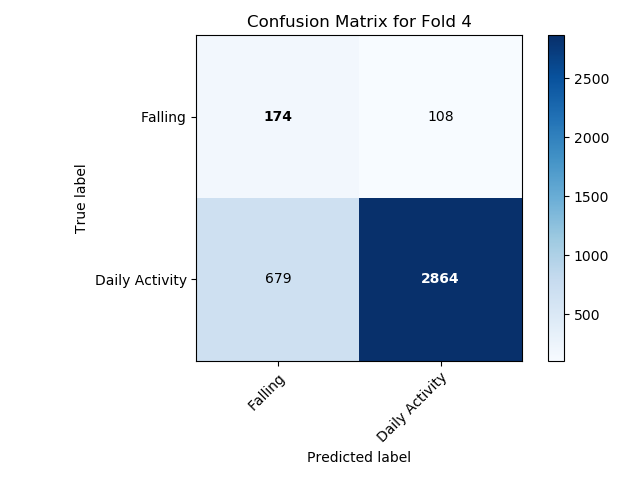 Confusion Matrix for Fold 4
True label
Falling
174
108
Daily Activity
679
2864
Falling
Daily Activity
Predicted label
2500
2000
1500
1000
500